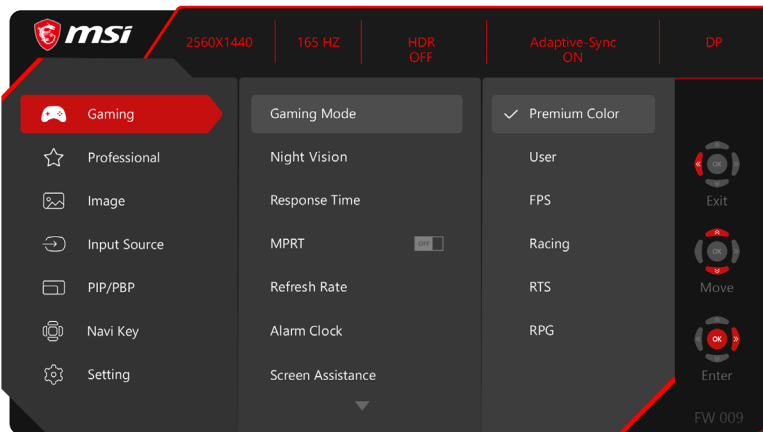 msi
2560X1440
165 HZ
HDR
OFF
Adaptive-Sync
ON
DP
Gaming
Professional
Image
Input Source
PIP/PBP
Navi Key
Setting
Gaming Mode
Night Vision
Response Time
MPRT
OFF
Refresh Rate
Alarm Clock
Screen Assistance
Premium Color
User
FPS
Racing
RTS
RPG
OK
Exit
OK
Move
OK
Enter
FW 009